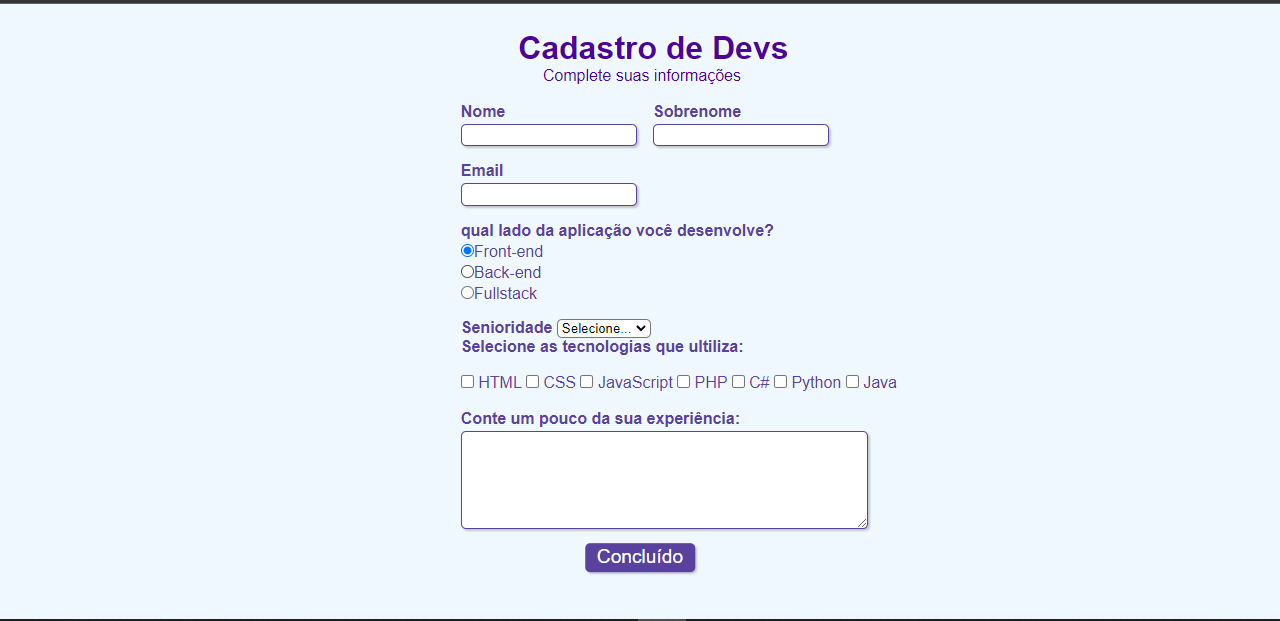 Cadastro de Devs
Complete suas informações
Nome Sobrenome
Email
qual lado da aplicação você desenvolve?
Front-end
Back-end
Fullstack
Senioridade Selecione...
Selecione as tecnologias que ultiliza:
HTML CSS JavaScript PHP C# Python Java
Conte um pouco da sua experiência:
Concluído